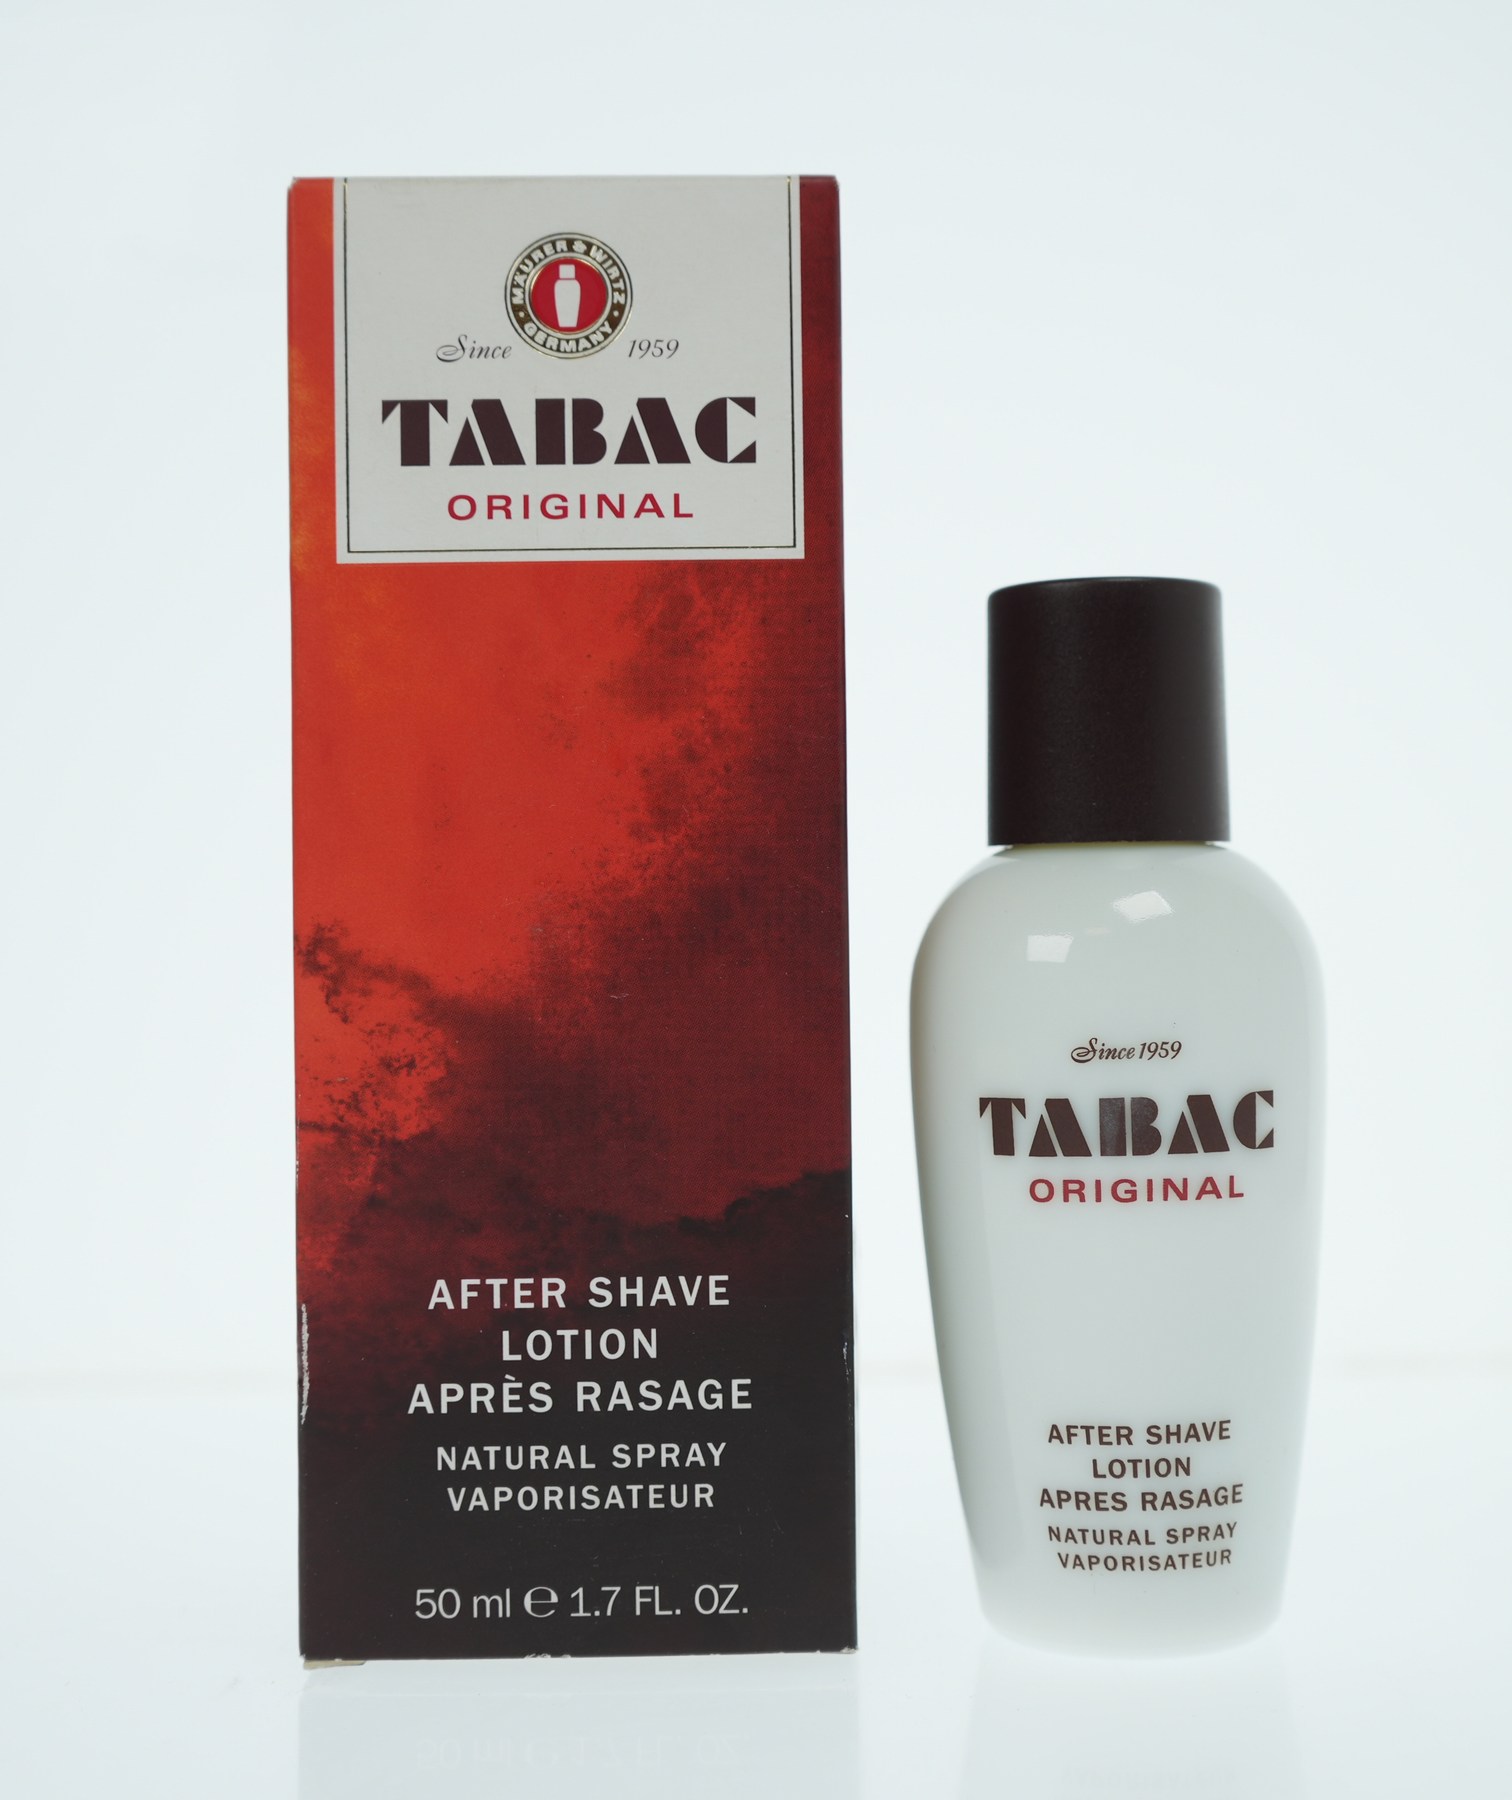 MÄURER & WIRTZ
· GERMANY ·
Since 1959
TABAC
ORIGINAL
AFTER SHAVE
LOTION
APRÈS RASAGE
NATURAL SPRAY
VAPORISATEUR
50 ml ℮ 1.7 FL. OZ.
Since 1959
TABAC
ORIGINAL
AFTER SHAVE
LOTION
APRES RASAGE
NATURAL SPRAY
VAPORISATEUR